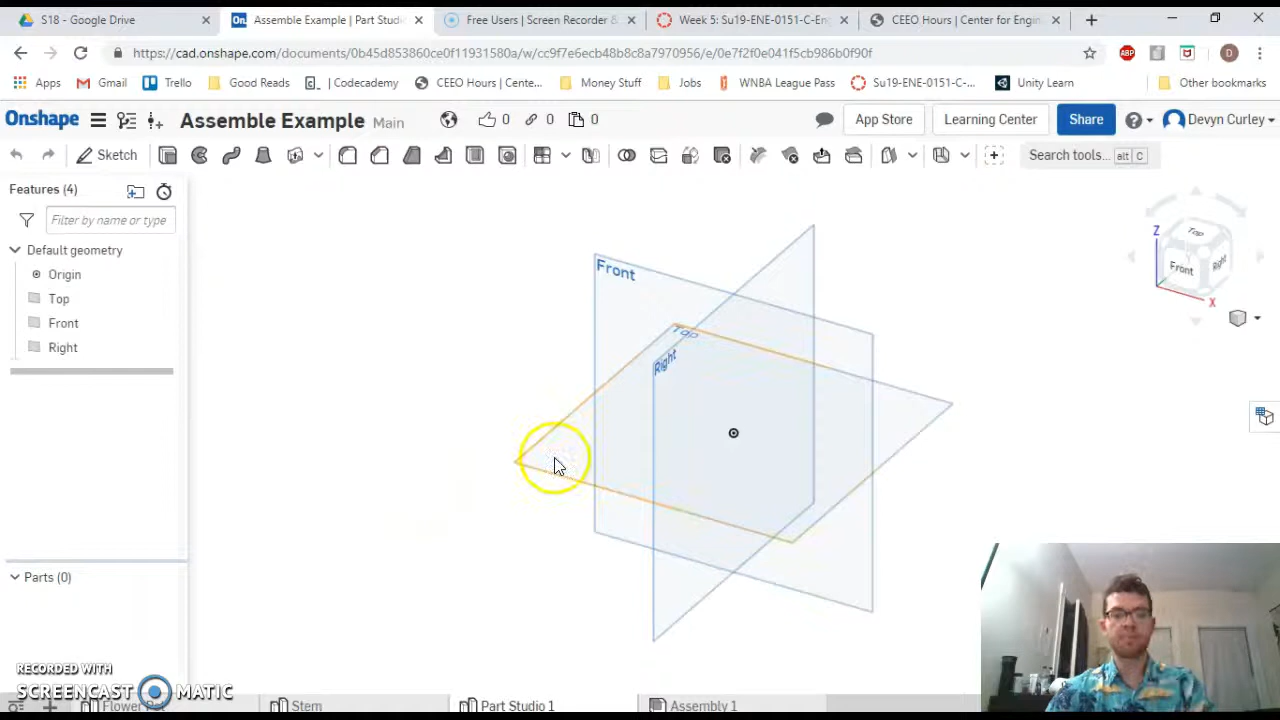 S18 - Google Drive
Assemble Example | Part Studi
Free Users | Screen Recorder &
Week 5: Su19-ENE-0151-C-En
CEEO Hours | Center for Engin
https://cad.onshape.com/documents/0b45d853860ce0f11931580a/w/cc9f7e6ecb48b8c8a7970956/e/0e7f2f0e041f5cb986b0f90f
ABP
D
Apps
Gmail
Trello
Good Reads
Codecademy
CEEO Hours | Cente...
Money Stuff
Jobs
WNBA League Pass
Su19-ENE-0151-C-...
Unity Learn
Other bookmarks
Onshape
Assemble Example Main
0
0
0
App Store
Learning Center
Share
Devyn Curley
Sketch
Search tools... alt C
Features (4)
Filter by name or type
Default geometry
Origin
Top
Front
Right
Front
Top
Right
Z
Top
Front
Right
X
Parts (0)
RECORDED WITH
SCREENCAST MATIC
Flower Pot
Stem
Part Studio 1
Assembly 1